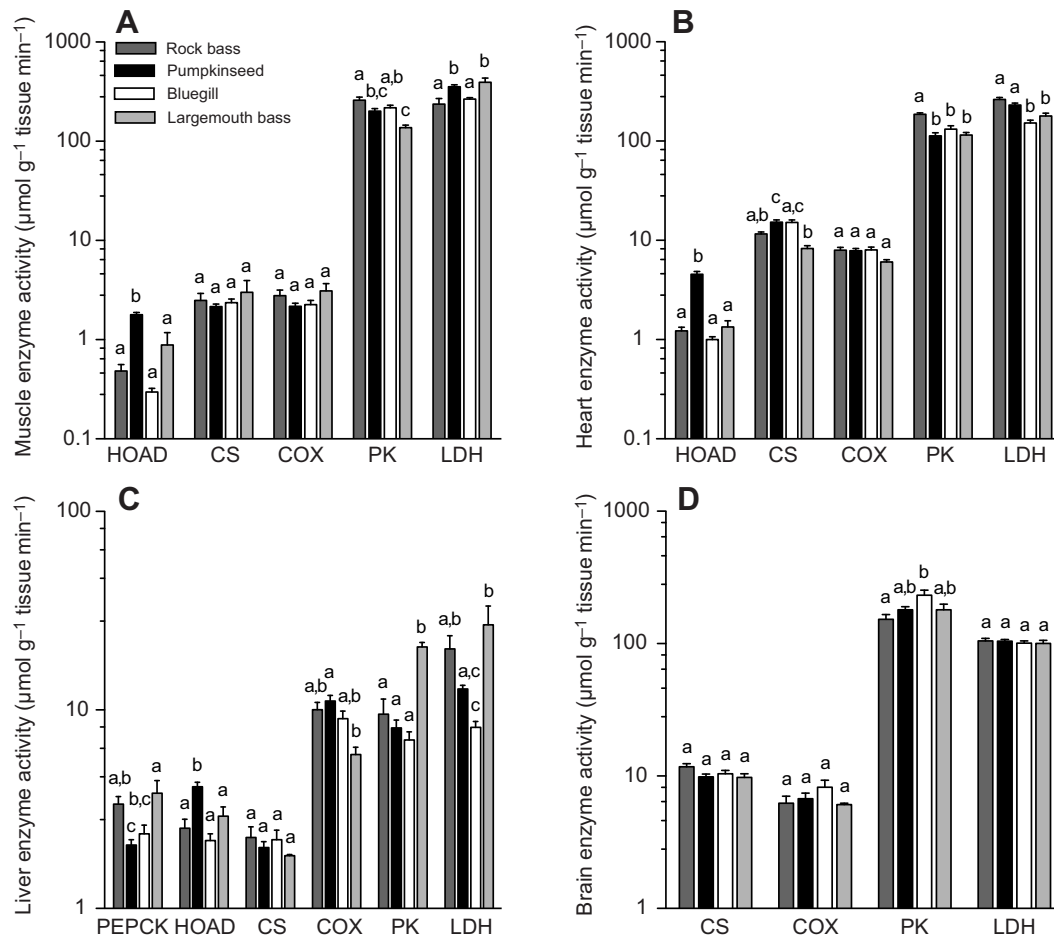 A
Muscle enzyme activity (µmol g⁻¹ tissue min⁻¹)
1000
100
10
1
0.1
Rock bass
Pumpkinseed
Bluegill
Largemouth bass
a b a a
a a a a
a a a a
a b,c a,b c
a b a b
HOAD CS COX PK LDH
B
Heart enzyme activity (µmol g⁻¹ tissue min⁻¹)
1000
100
10
1
0.1
a b a a
a,b c a,c b
a a a a
a b b b
a a b b
HOAD CS COX PK LDH
C
Liver enzyme activity (µmol g⁻¹ tissue min⁻¹)
100
10
1
a,b c b,c a
a b a a
a a a a
a,b a a,b b
a a a b
a,b a,c c b
PEPCK HOAD CS COX PK LDH
D
Brain enzyme activity (µmol g⁻¹ tissue min⁻¹)
1000
100
10
1
a a a a
a a a a
a a,b b a,b
a a a a
CS COX PK LDH